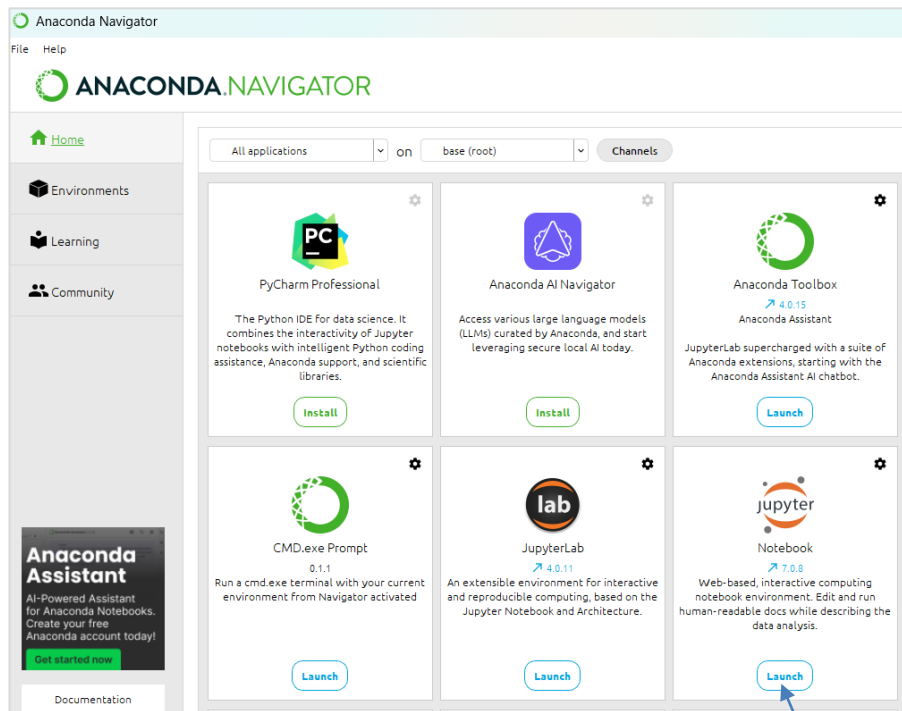 Anaconda Navigator
File Help
ANACONDA.NAVIGATOR
Home
Environments
Learning
Community
All applications on base (root) Channels
PC
PyCharm Professional
The Python IDE for data science. It
combines the interactivity of Jupyter
notebooks with intelligent Python coding
assistance, Anaconda support, and scientific
libraries.
Install
Anaconda AI Navigator
Access various large language models
(LLMs) curated by Anaconda, and start
leveraging secure local AI today.
Install
Anaconda Toolbox
4.0.15
Anaconda Assistant
JupyterLab supercharged with a suite of
Anaconda extensions, starting with the
Anaconda Assistant AI chatbot.
Launch
CMD.exe Prompt
0.1.1
Run a cmd.exe terminal with your current
environment from Navigator activated
Launch
lab
JupyterLab
4.0.11
An extensible environment for interactive
and reproducible computing, based on the
Jupyter Notebook and Architecture.
Launch
jupyter
Notebook
7.0.8
Web-based, interactive computing
notebook environment. Edit and run
human-readable docs while describing the
data analysis.
Launch
Anaconda
Assistant
AI-Powered Assistant
for Anaconda Notebooks.
Create your free
Anaconda account today!
Get started now
Documentation